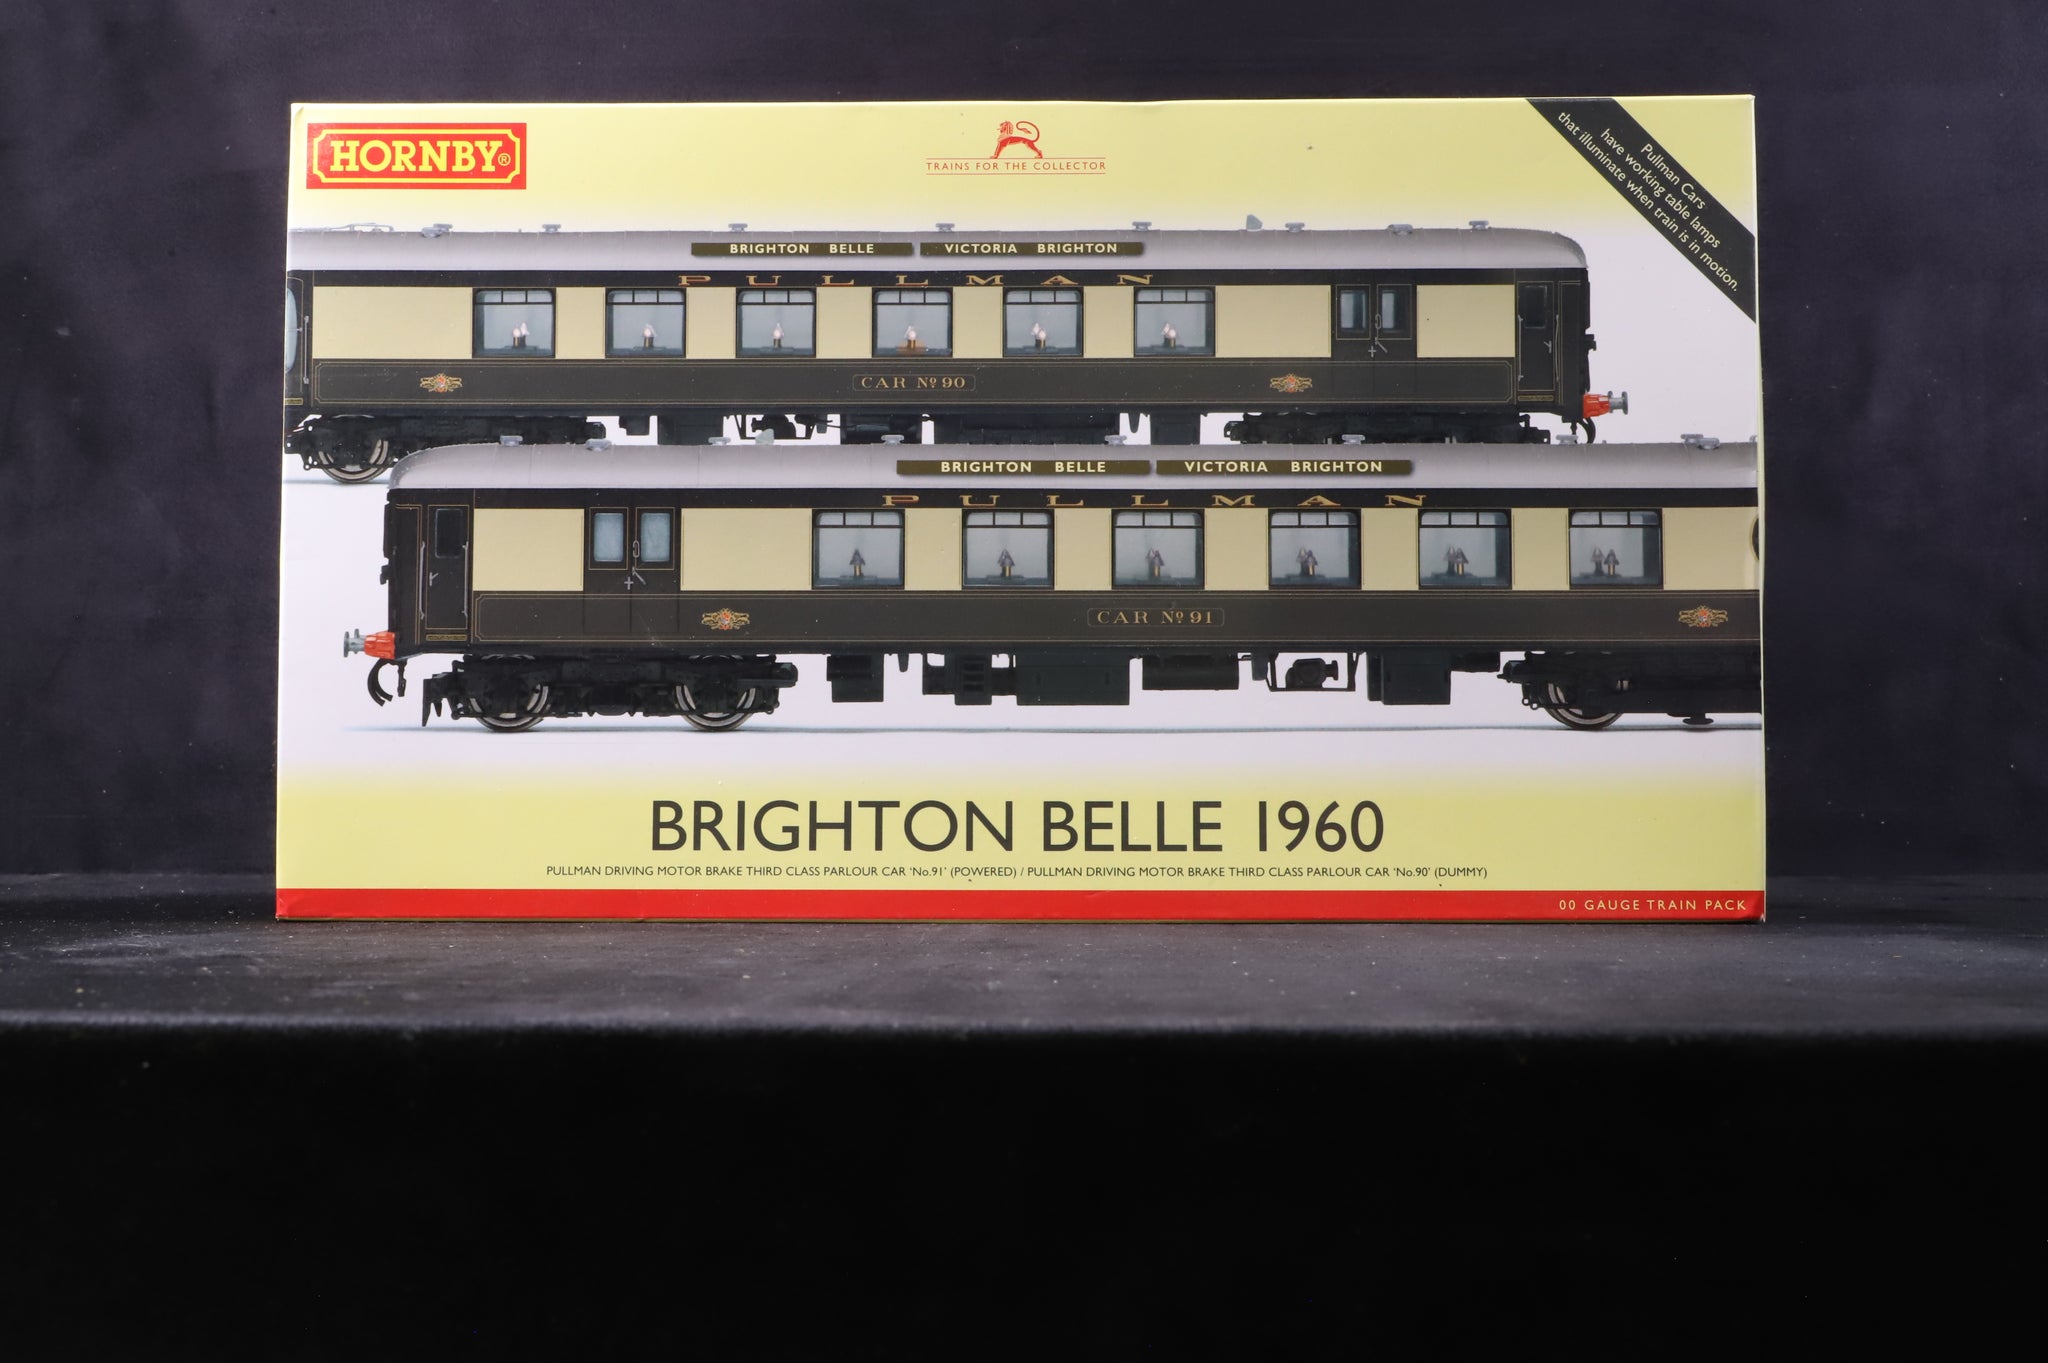 HORNBY®
TRAINS FOR THE COLLECTOR
Pullman Cars
have working table lamps
that illuminate when train is in motion.
BRIGHTON BELLE VICTORIA BRIGHTON
PULLMAN
CAR No 90
BRIGHTON BELLE VICTORIA BRIGHTON
PULLMAN
CAR No 91
BRIGHTON BELLE 1960
PULLMAN DRIVING MOTOR BRAKE THIRD CLASS PARLOUR CAR ‘No.91’ (POWERED) / PULLMAN DRIVING MOTOR BRAKE THIRD CLASS PARLOUR CAR ‘No.90’ (DUMMY)
00 GAUGE TRAIN PACK